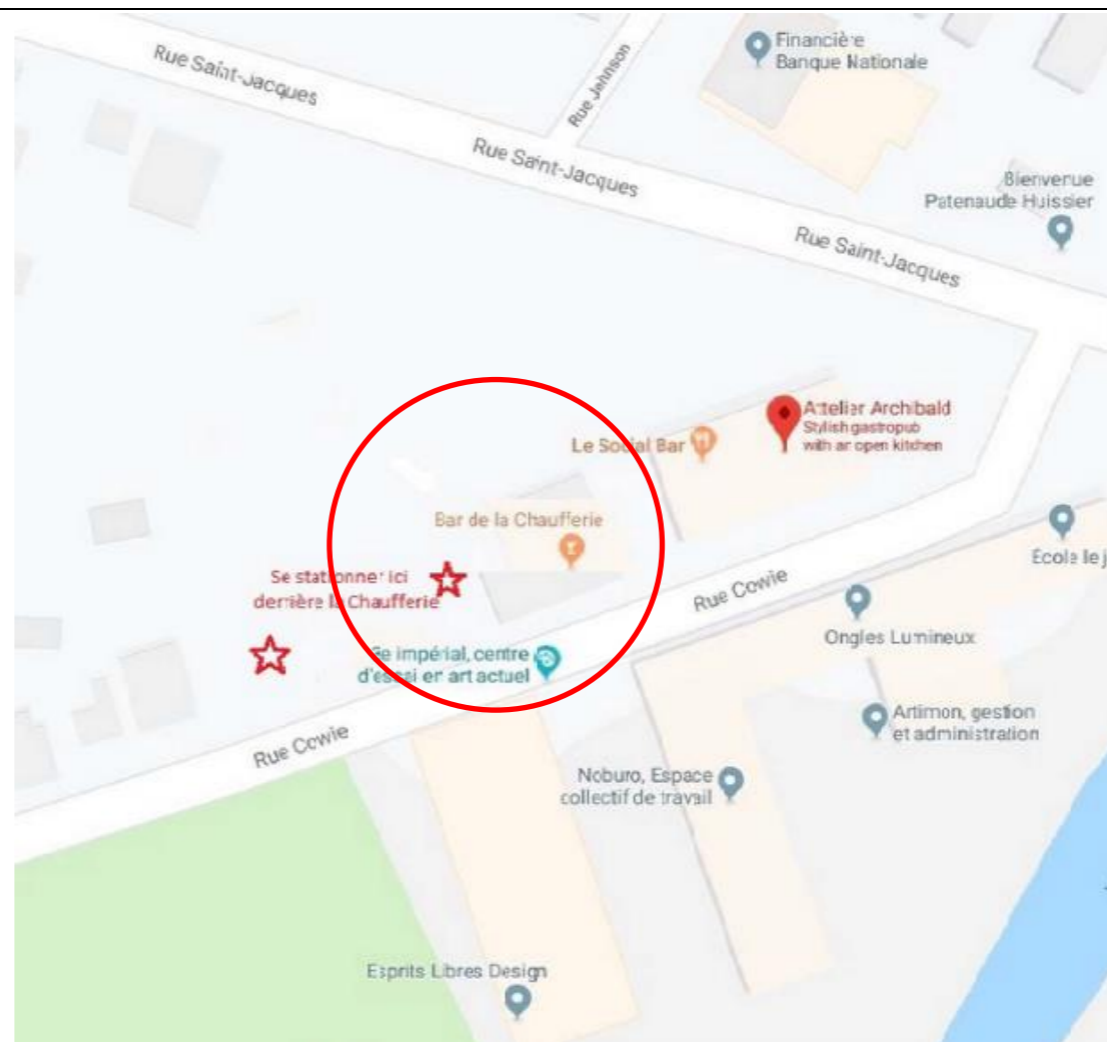 Rue Saint-Jacques
Rue Johnson
Financière
Banque Nationale
Rue Saint-Jacques
Bienvenue
Patenaude Huissier
Rue Saint-Jacques
Attelier Archibald
Stylish gastropub
with an open kitchen
Le Social Bar
Bar de la Chaufferie
École le j
Se stationner ici
derrière la Chaufferie
Rue Cowie
Ongles Lumineux
3e impérial, centre
d'essai en art actuel
Artimon, gestion
et administration
Rue Cowie
Noburo, Espace
collectif de travail
Esprits Libres Design